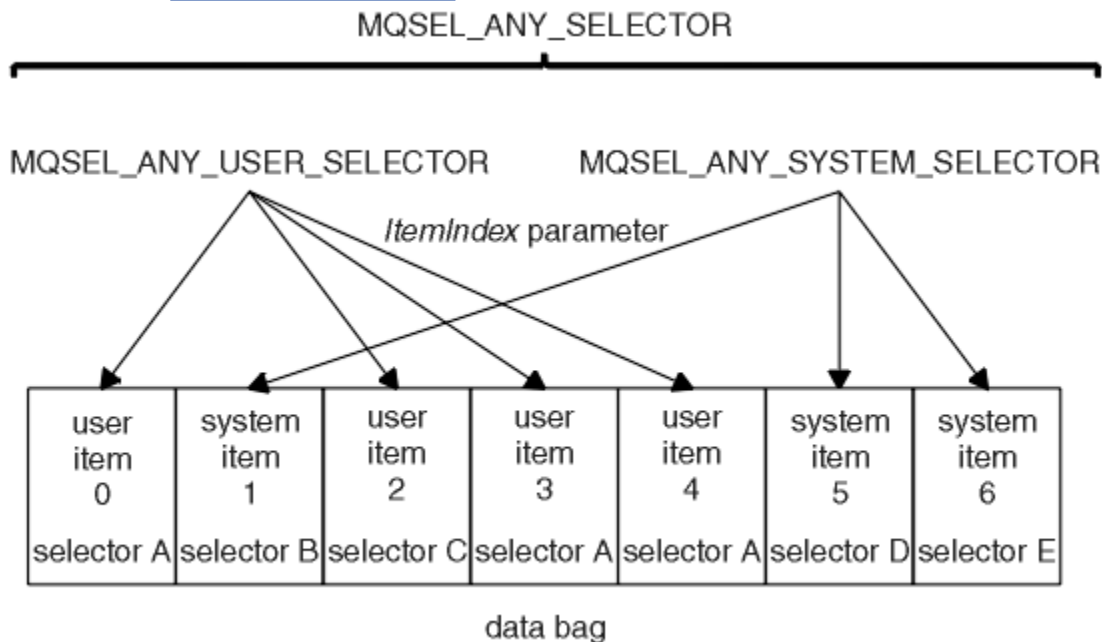 MQSEL_ANY_SELECTOR
MQSEL_ANY_USER_SELECTOR
MQSEL_ANY_SYSTEM_SELECTOR
ItemIndex parameter
user
item
0
selector A
system
item
1
selector B
user
item
2
selector C
user
item
3
selector A
user
item
4
selector A
system
item
5
selector D
system
item
6
selector E
data bag